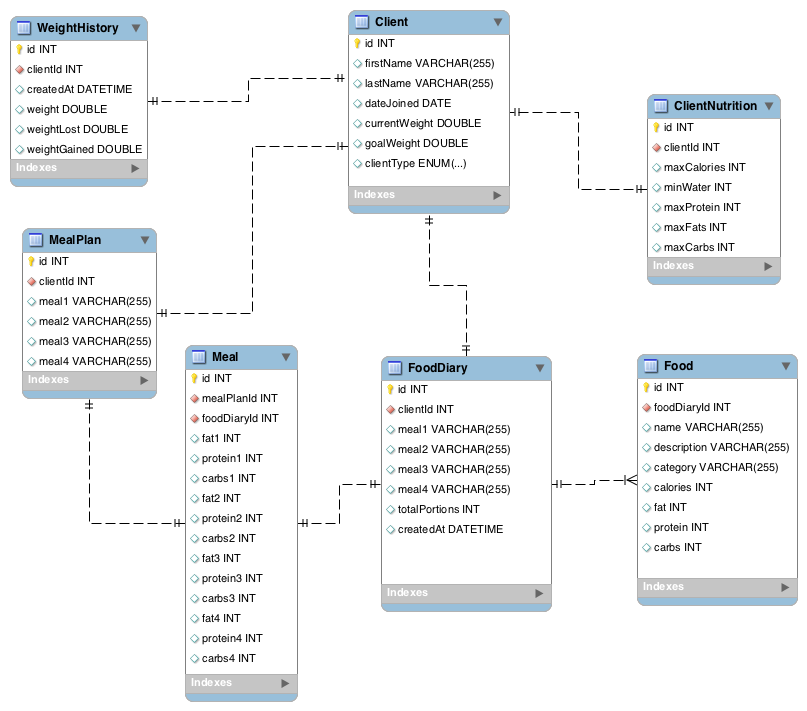 WeightHistory
id INT
clientId INT
createdAt DATETIME
weight DOUBLE
weightLost DOUBLE
weightGained DOUBLE
Indexes
Client
id INT
firstName VARCHAR(255)
lastName VARCHAR(255)
dateJoined DATE
currentWeight DOUBLE
goalWeight DOUBLE
clientType ENUM(...)
Indexes
ClientNutrition
id INT
clientId INT
maxCalories INT
minWater INT
maxProtein INT
maxFats INT
maxCarbs INT
Indexes
MealPlan
id INT
clientId INT
meal1 VARCHAR(255)
meal2 VARCHAR(255)
meal3 VARCHAR(255)
meal4 VARCHAR(255)
Indexes
Meal
id INT
mealPlanId INT
foodDiaryId INT
fat1 INT
protein1 INT
carbs1 INT
fat2 INT
protein2 INT
carbs2 INT
fat3 INT
protein3 INT
carbs3 INT
fat4 INT
protein4 INT
carbs4 INT
Indexes
FoodDiary
id INT
clientId INT
meal1 VARCHAR(255)
meal2 VARCHAR(255)
meal3 VARCHAR(255)
meal4 VARCHAR(255)
totalPortions INT
createdAt DATETIME
Indexes
Food
id INT
foodDiaryId INT
name VARCHAR(255)
description VARCHAR(255)
category VARCHAR(255)
calories INT
fat INT
protein INT
carbs INT
Indexes